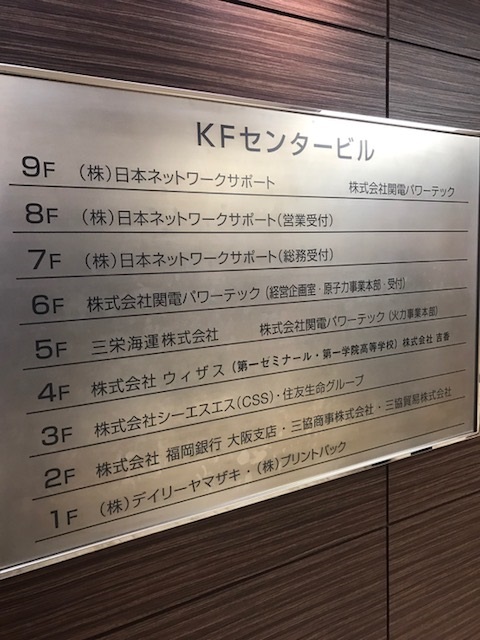 KFセンタービル
9F (株)日本ネットワークサポート 株式会社関電パワーテック
8F (株)日本ネットワークサポート(営業受付)
7F (株)日本ネットワークサポート(総務受付)
6F 株式会社関電パワーテック(経営企画室・原子力事業本部・受付)
5F 三栄海運株式会社 株式会社関電パワーテック(火力事業本部)
4F 株式会社 ウィザス(第一ゼミナール・第一学院高等学校) 株式会社 吉香
3F 株式会社シーエスエス(CSS)・住友生命グループ
2F 株式会社 福岡銀行 大阪支店・三協商事株式会社・三協貿易株式会社
1F (株)デイリーヤマザキ・(株)プリントパック